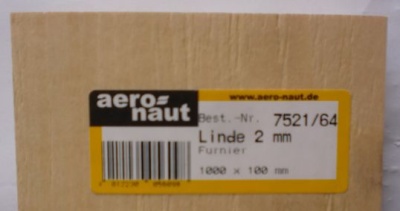 aero-
naut
www.aero-naut.de
Best.-Nr. 7521/64
Linde 2 mm
Furnier
1000 x 100 mm